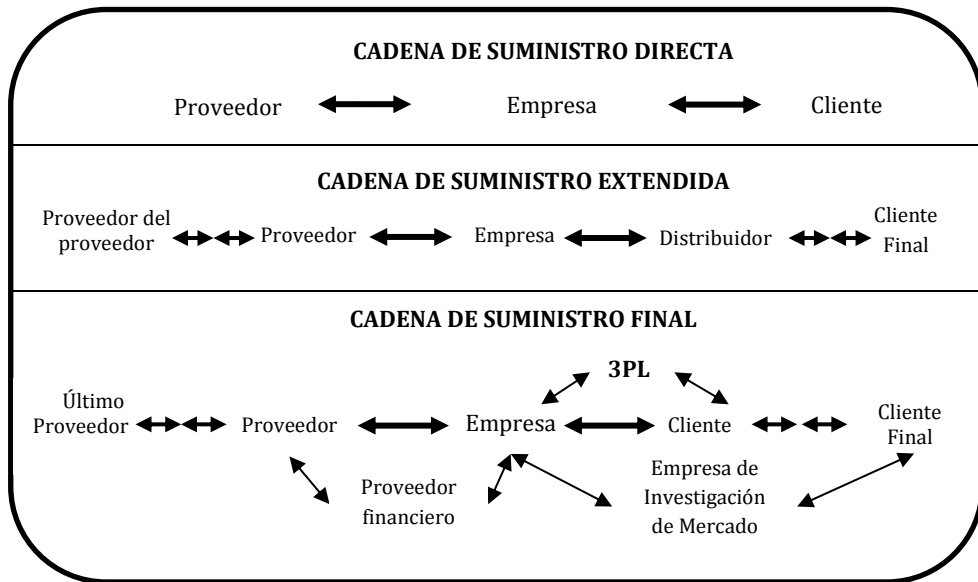 CADENA DE SUMINISTRO DIRECTA
Proveedor Empresa Cliente
CADENA DE SUMINISTRO EXTENDIDA
Proveedor del
proveedor
Proveedor
Empresa
Distribuidor
Cliente
Final
CADENA DE SUMINISTRO FINAL
3PL
Último
Proveedor
Proveedor
Empresa
Cliente
Cliente
Final
Proveedor
financiero
Empresa de
Investigación
de Mercado